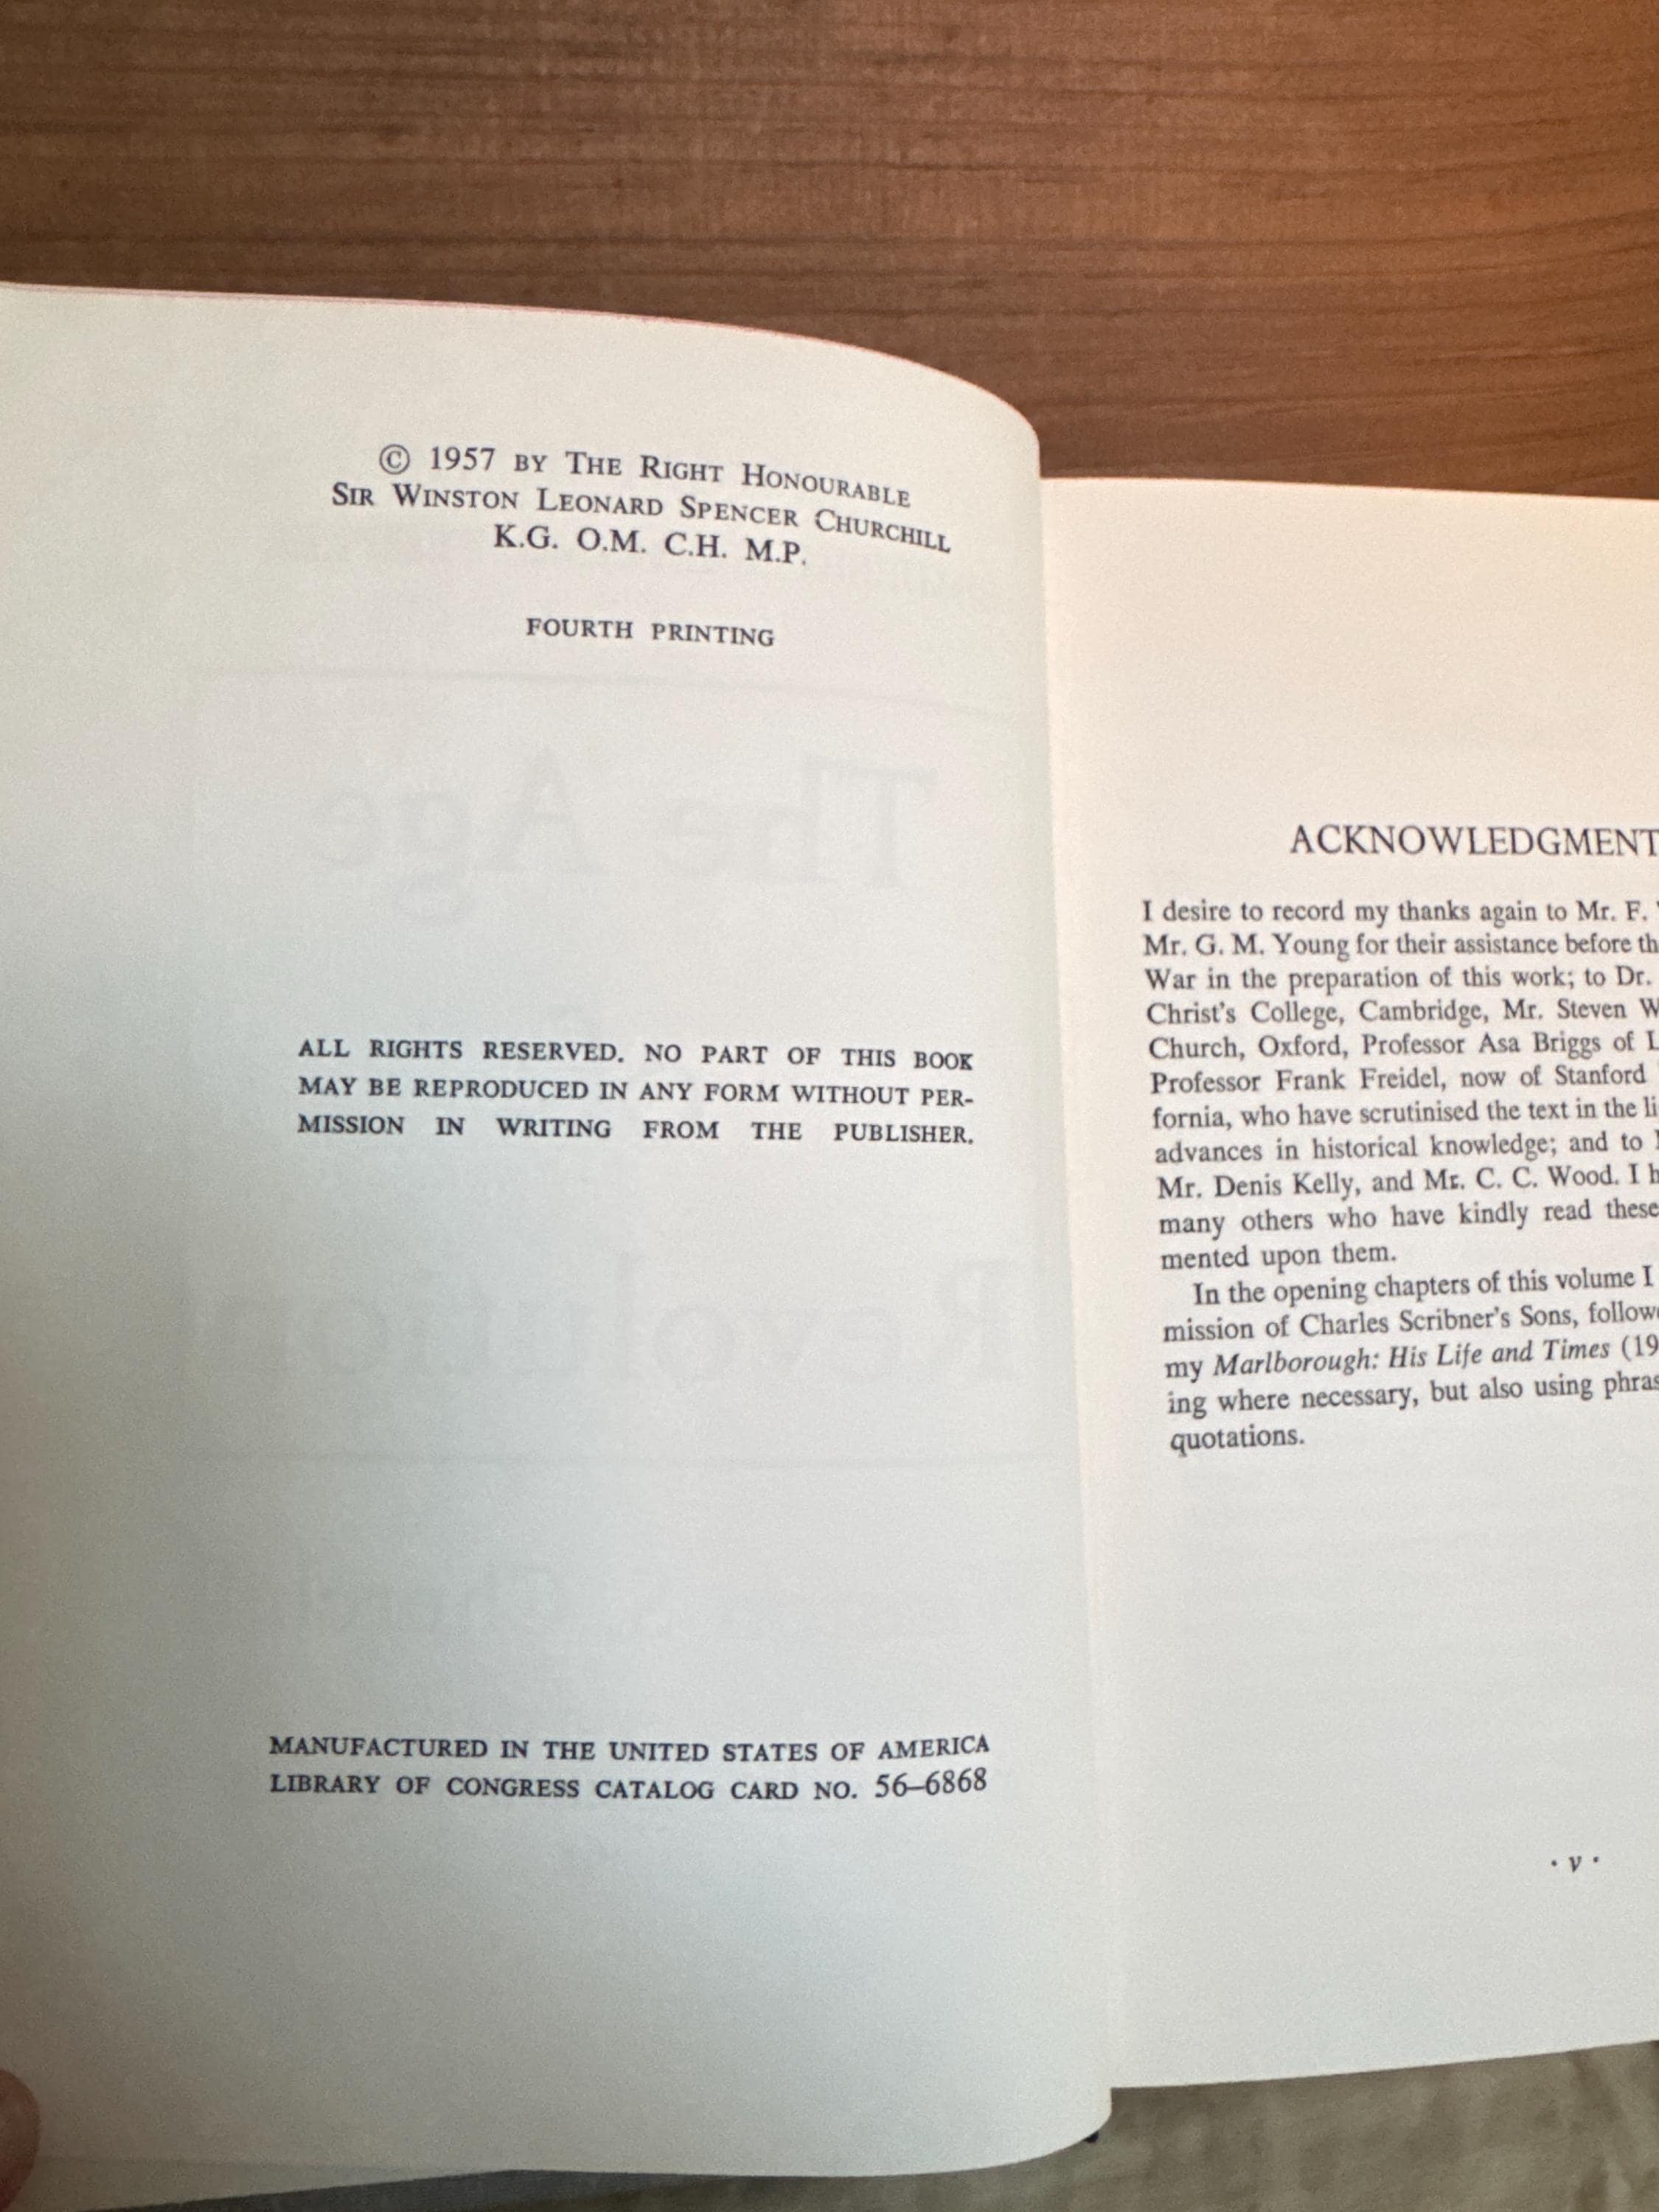 © 1957 BY THE RIGHT HONOURABLE
SIR WINSTON LEONARD SPENCER CHURCHILL
K.G. O.M. C.H. M.P.
FOURTH PRINTING
The Age
ALL RIGHTS RESERVED. NO PART OF THIS BOOK
MAY BE REPRODUCED IN ANY FORM WITHOUT PER-
MISSION IN WRITING FROM THE PUBLISHER.
MANUFACTURED IN THE UNITED STATES OF AMERICA
LIBRARY OF CONGRESS CATALOG CARD NO. 56–6868
ACKNOWLEDGMENT
I desire to record my thanks again to Mr. F.
Mr. G. M. Young for their assistance before th
War in the preparation of this work; to Dr.
Christ's College, Cambridge, Mr. Steven W
Church, Oxford, Professor Asa Briggs of L
Professor Frank Freidel, now of Stanford
fornia, who have scrutinised the text in the li
advances in historical knowledge; and to
Mr. Denis Kelly, and Mr. C. C. Wood. I h
many others who have kindly read these
mented upon them.
In the opening chapters of this volume I
mission of Charles Scribner's Sons, follow
my Marlborough: His Life and Times (19
ing where necessary, but also using phras
quotations.
· v ·